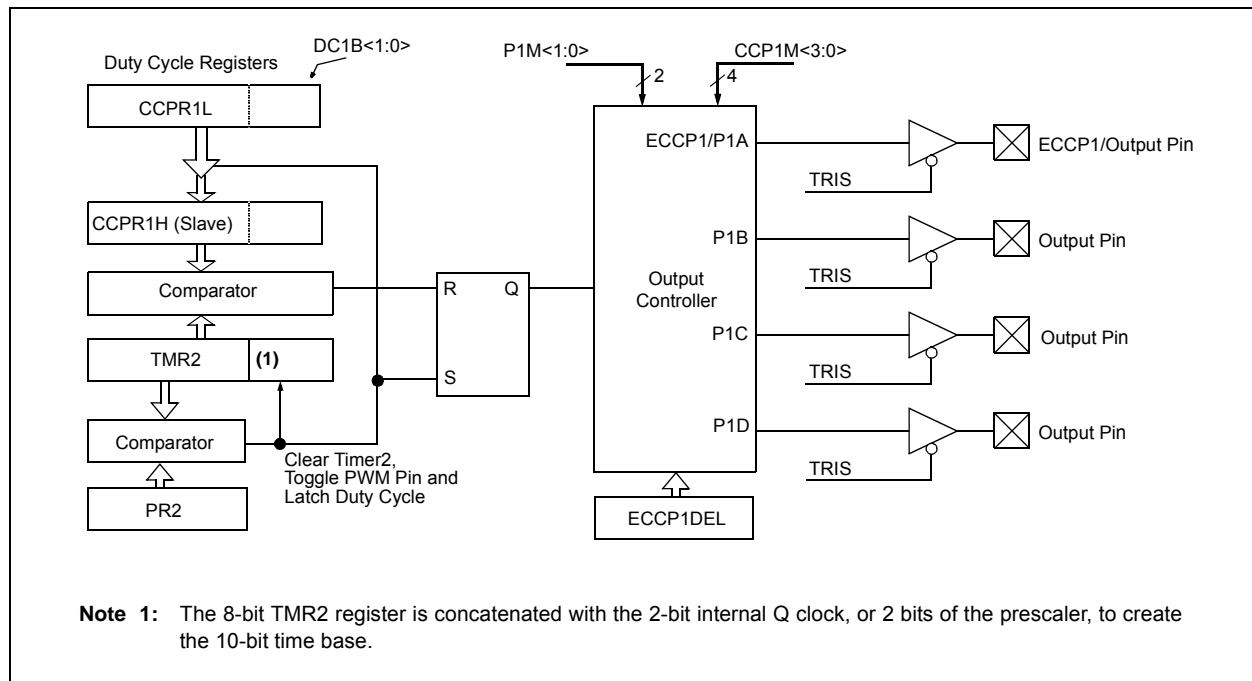 DC1B<1:0>
Duty Cycle Registers
CCPR1L
CCPR1H (Slave)
Comparator
TMR2
(1)
Comparator
PR2
Clear Timer2,
Toggle PWM Pin and
Latch Duty Cycle
R
Q
S
P1M<1:0>
2
CCP1M<3:0>
4
Output
Controller
ECCP1/P1A
P1B
P1C
P1D
ECCP1DEL
TRIS
ECCP1/Output Pin
TRIS
Output Pin
TRIS
Output Pin
TRIS
Output Pin
Note 1: The 8-bit TMR2 register is concatenated with the 2-bit internal Q clock, or 2 bits of the prescaler, to create
the 10-bit time base.